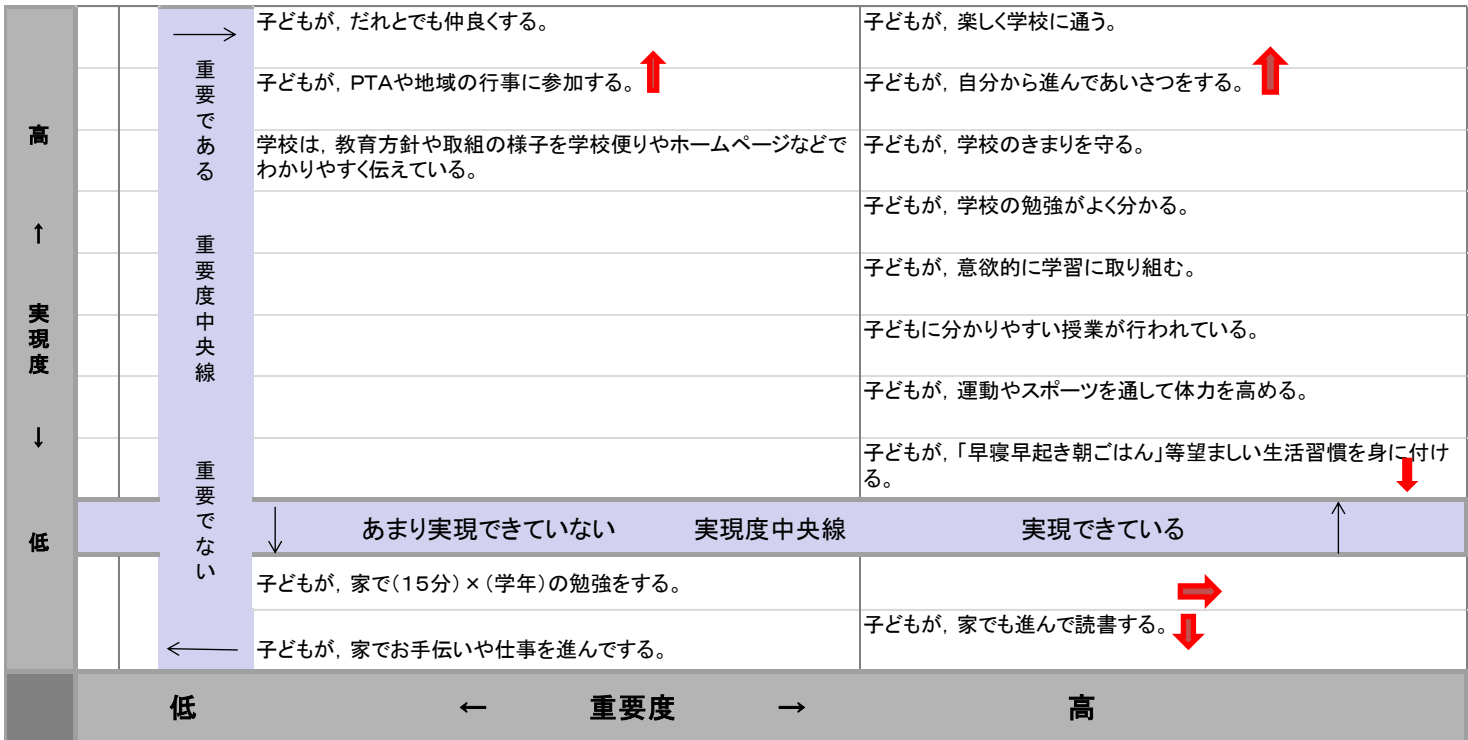 子どもが，だれとでも仲良くする。
子どもが，楽しく学校に通う。
子どもが，PTAや地域の行事に参加する。
子どもが，自分から進んであいさつをする。
学校は，教育方針や取組の様子を学校便りやホームページなどで
わかりやすく伝えている。
子どもが，学校のきまりを守る。
子どもが，学校の勉強がよく分かる。
子どもが，意欲的に学習に取り組む。
子どもに分かりやすい授業が行われている。
子どもが，運動やスポーツを通して体力を高める。
子どもが，「早寝早起き朝ごはん」等望ましい生活習慣を身に付け
る。
高
↑
実現度
↓
低
重要である
重要度中央線
重要でない
あまり実現できていない 実現度中央線 実現できている
子どもが，家で（１５分）×（学年）の勉強をする。
子どもが，家でも進んで読書する。
子どもが，家でお手伝いや仕事を進んでする。
低 ← 重要度 → 高